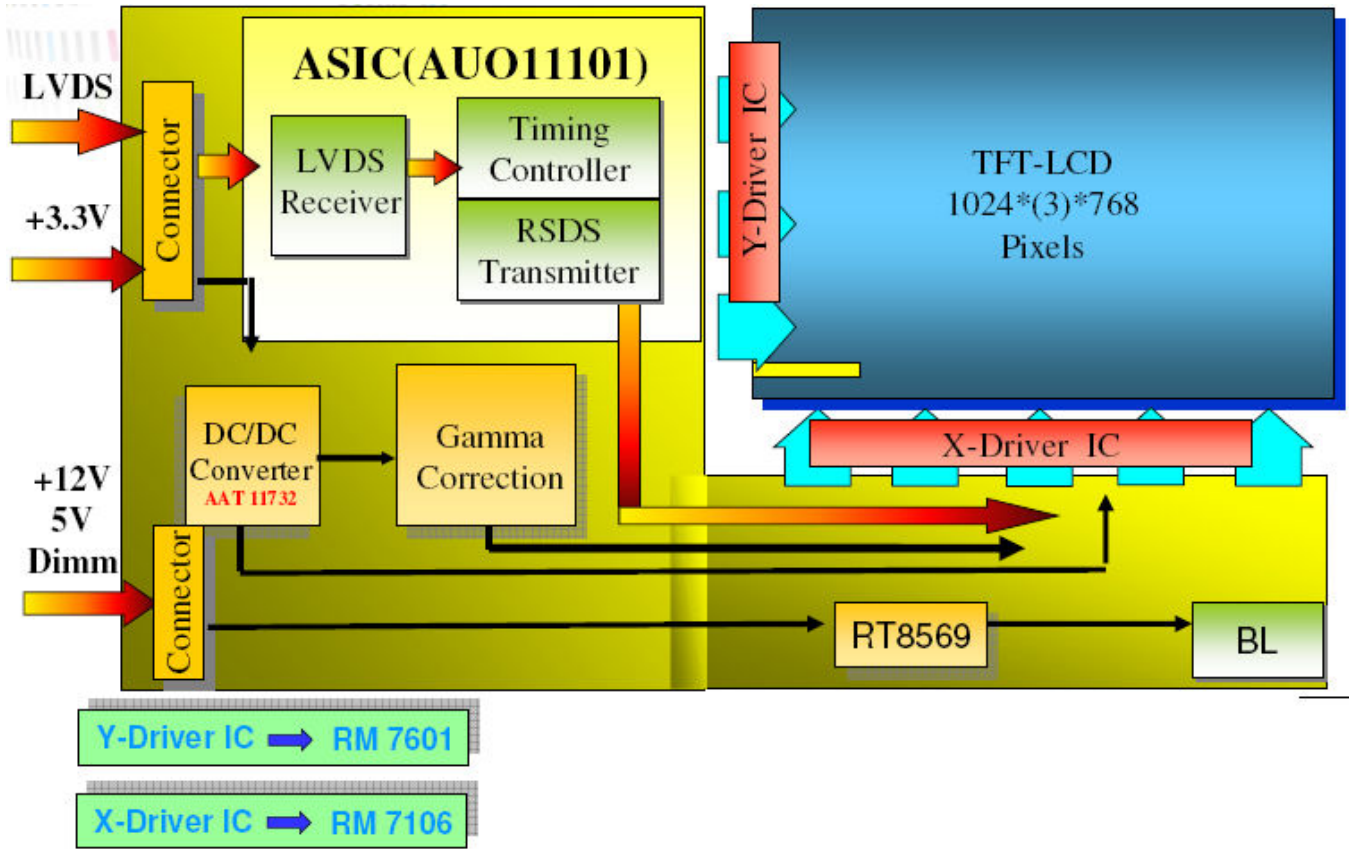 LVDS
+3.3V
+12V
5V
Dimm
Connector
ASIC(AUO11101)
LVDS
Receiver
Timing
Controller
RSDS
Transmitter
DC/DC
Converter
AAT 11732
Gamma
Correction
Connector
Y-Driver IC
TFT-LCD
1024*(3)*768
Pixels
X-Driver IC
RT8569
BL
Y-Driver IC RM 7601
X-Driver IC RM 7106